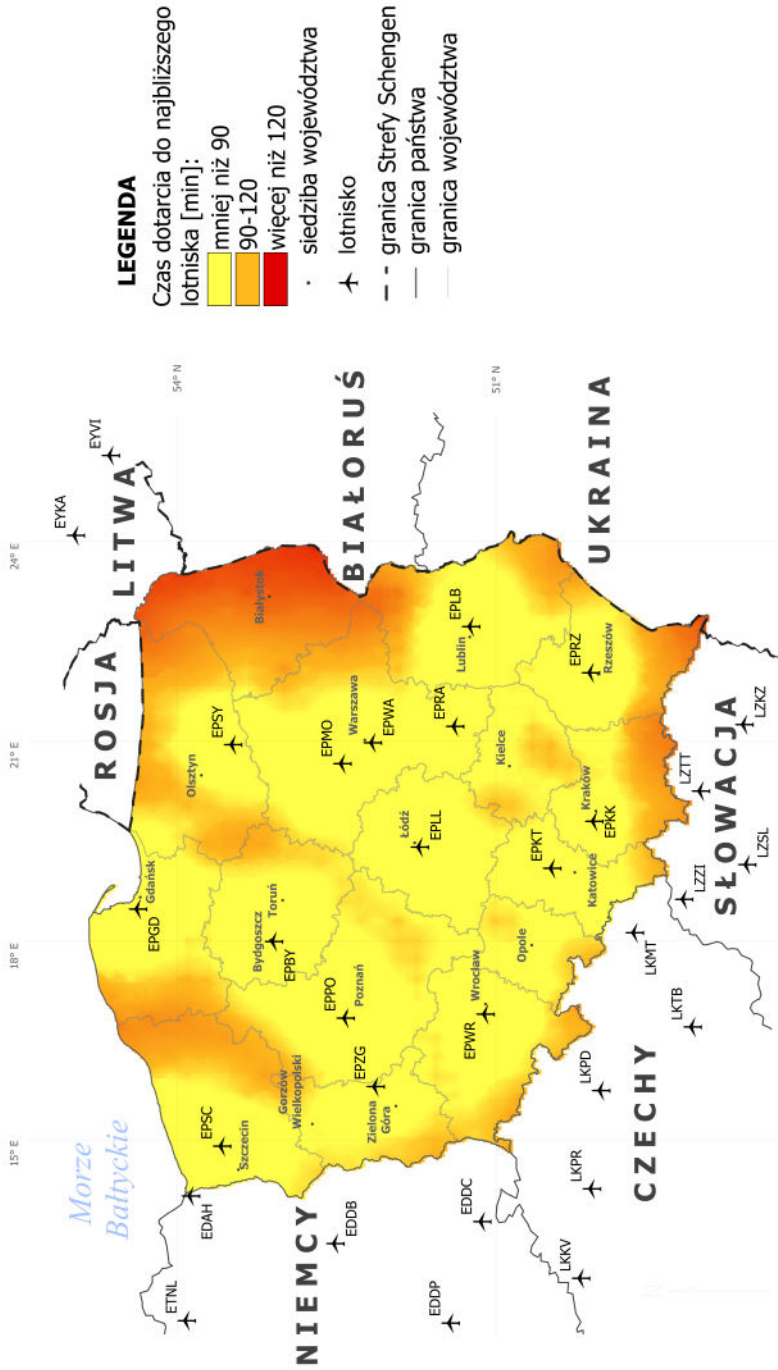 15° E
18° E
21° E
24° E
54° N
51° N
Morze
Bałtyckie
ROSJA
LITWA
BIAŁORUŚ
UKRAINA
SŁOWACJA
CZECHY
NIEMCY
ETNL
EDAH
EDDB
EDDP
EDDC
LKKV
LKPR
LKPD
LKTB
LKMT
LZZI
LZSL
LZTT
LZKZ
EYKA
EYVI
EPSC
Szczecin
EPGD
Gdańsk
Olsztyn
EPSY
Białystok
Gorzów
Wielkopolski
Bydgoszcz
EPBY
Toruń
EPZG
Zielona
Góra
EPPO
Poznań
EPMO
Warszawa
EPWA
Łódź
EPLL
EPRA
Lublin
EPLB
EPWR
Wrocław
Opole
EPKT
Katowice
Kielce
Kraków
EPKK
EPRZ
Rzeszów
LEGENDA
Czas dotarcia do najbliższego
lotniska [min]:
mniej niż 90
90-120
więcej niż 120
siedziba województwa
lotnisko
granica Strefy Schengen
granica państwa
granica województwa